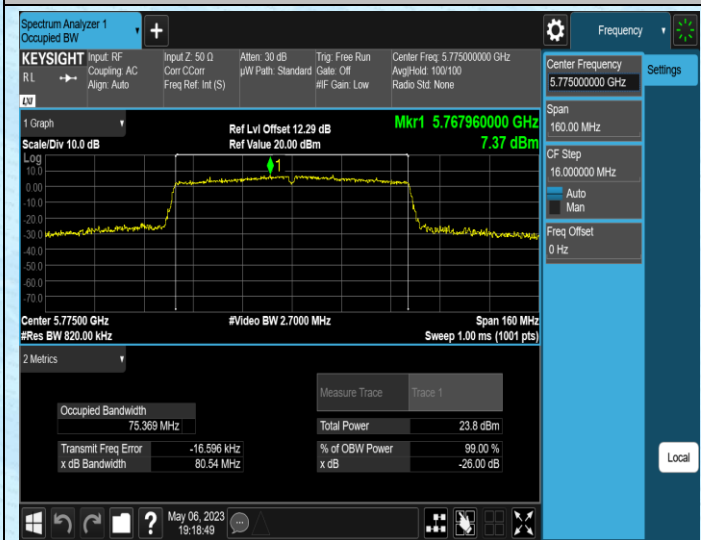 Spectrum Analyzer 1
Occupied BW
Frequency
KEYSIGHT
R L
LXI
Input: RF
Coupling: AC
Align: Auto
Input Z: 50 Ω
Corr CCorr
Freq Ref: Int (S)
Atten: 30 dB
µW Path: Standard
Trig: Free Run
Gate: Off
#IF Gain: Low
Center Freq: 5.775000000 GHz
Avg|Hold: 100/100
Radio Std: None
Center Frequency
5.775000000 GHz
Settings
Span
160.00 MHz
CF Step
16.000000 MHz
Auto
Man
Freq Offset
0 Hz
1 Graph
Scale/Div 10.0 dB
Ref Lvl Offset 12.29 dB
Ref Value 20.00 dBm
Mkr1 5.767960000 GHz
7.37 dBm
Log
10.0
0.00
-10.0
-20.0
-30.0
-40.0
-50.0
-60.0
-70.0
1
Center 5.77500 GHz
#Res BW 820.00 kHz
#Video BW 2.7000 MHz
Span 160 MHz
Sweep 1.00 ms (1001 pts)
2 Metrics
Measure Trace
Trace 1
Occupied Bandwidth
75.369 MHz
Total Power
23.8 dBm
Transmit Freq Error
-16.596 kHz
% of OBW Power
99.00 %
x dB Bandwidth
80.54 MHz
x dB
-26.00 dB
Local
?
May 06, 2023
19:18:49